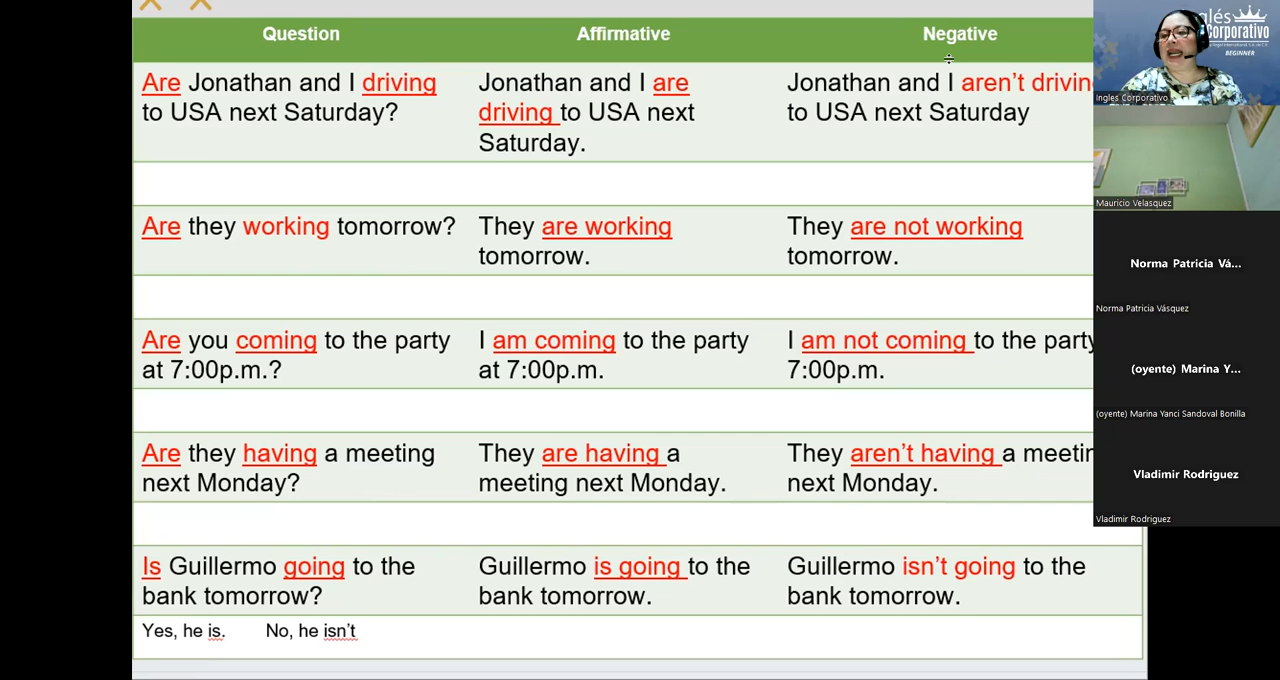 Question Affirmative Negative
Are Jonathan and I driving
to USA next Saturday?
Jonathan and I are
driving to USA next
Saturday.
Jonathan and I aren't drivin
to USA next Saturday
Are they working tomorrow?
They are working
tomorrow.
They are not working
tomorrow.
Are you coming to the party
at 7:00p.m.?
I am coming to the party
at 7:00p.m.
I am not coming to the party
7:00p.m.
Are they having a meeting
next Monday?
They are having a
meeting next Monday.
They aren't having a meetin
next Monday.
Is Guillermo going to the
bank tomorrow?
Guillermo is going to the
bank tomorrow.
Guillermo isn't going to the
bank tomorrow.
Yes, he is. No, he isn't
glés
Corporativo
BEGINNER
Ingles Corporativo
Mauricio Velasquez
Norma Patricia Vá...
Norma Patricia Vásquez
(oyente) Marina Y...
(oyente) Marina Yanci Sandoval Bonilla
Vladimir Rodriguez
Vladimir Rodriguez